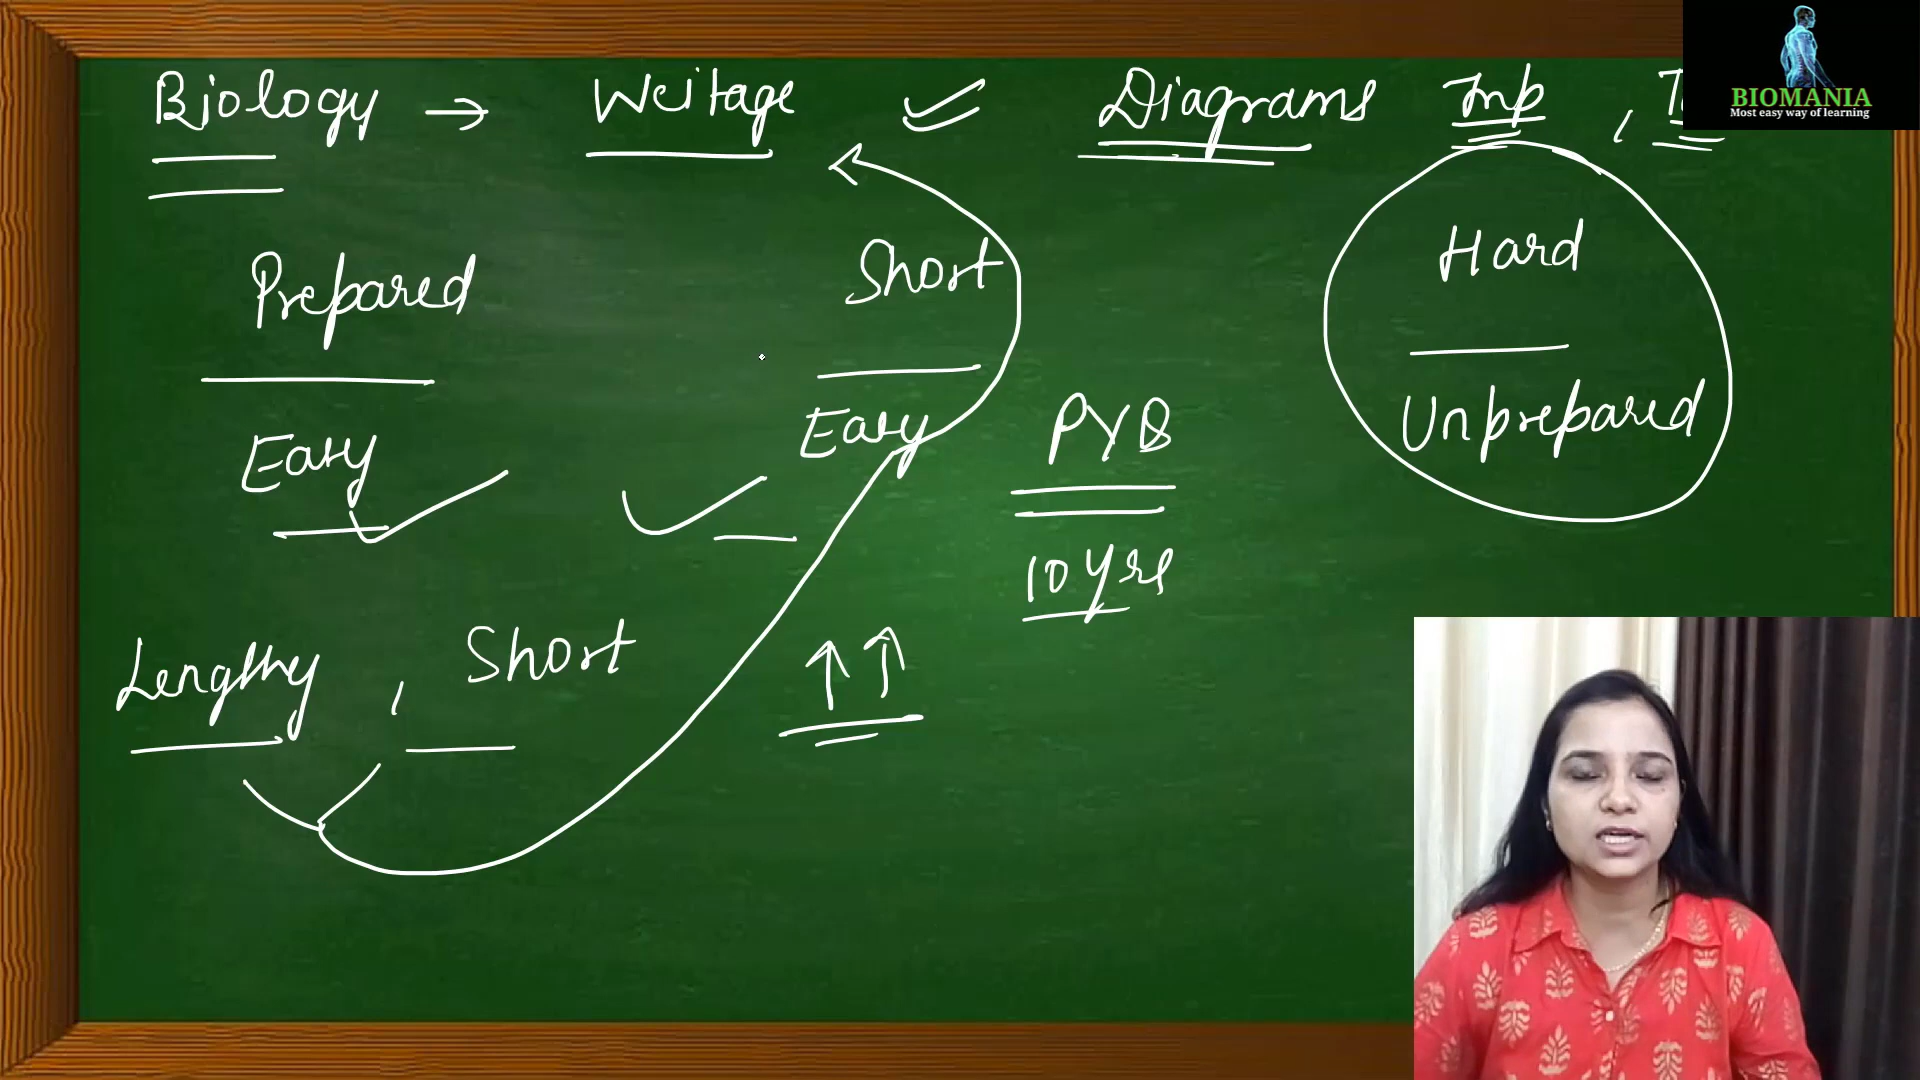 Biology → Weitage Diagrams Imp ,
BIOMANIA
Most easy way of learning
Prepared Short Hard
Easy Easy PYQ Unprepared
10 yrs
Lengthy , Short ↑↑